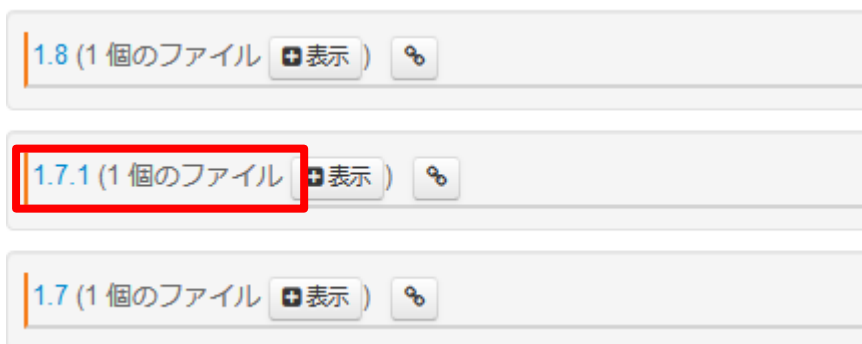 1.8 (1 個のファイル 表示 )
1.7.1 (1 個のファイル 表示 )
1.7 (1 個のファイル 表示 )